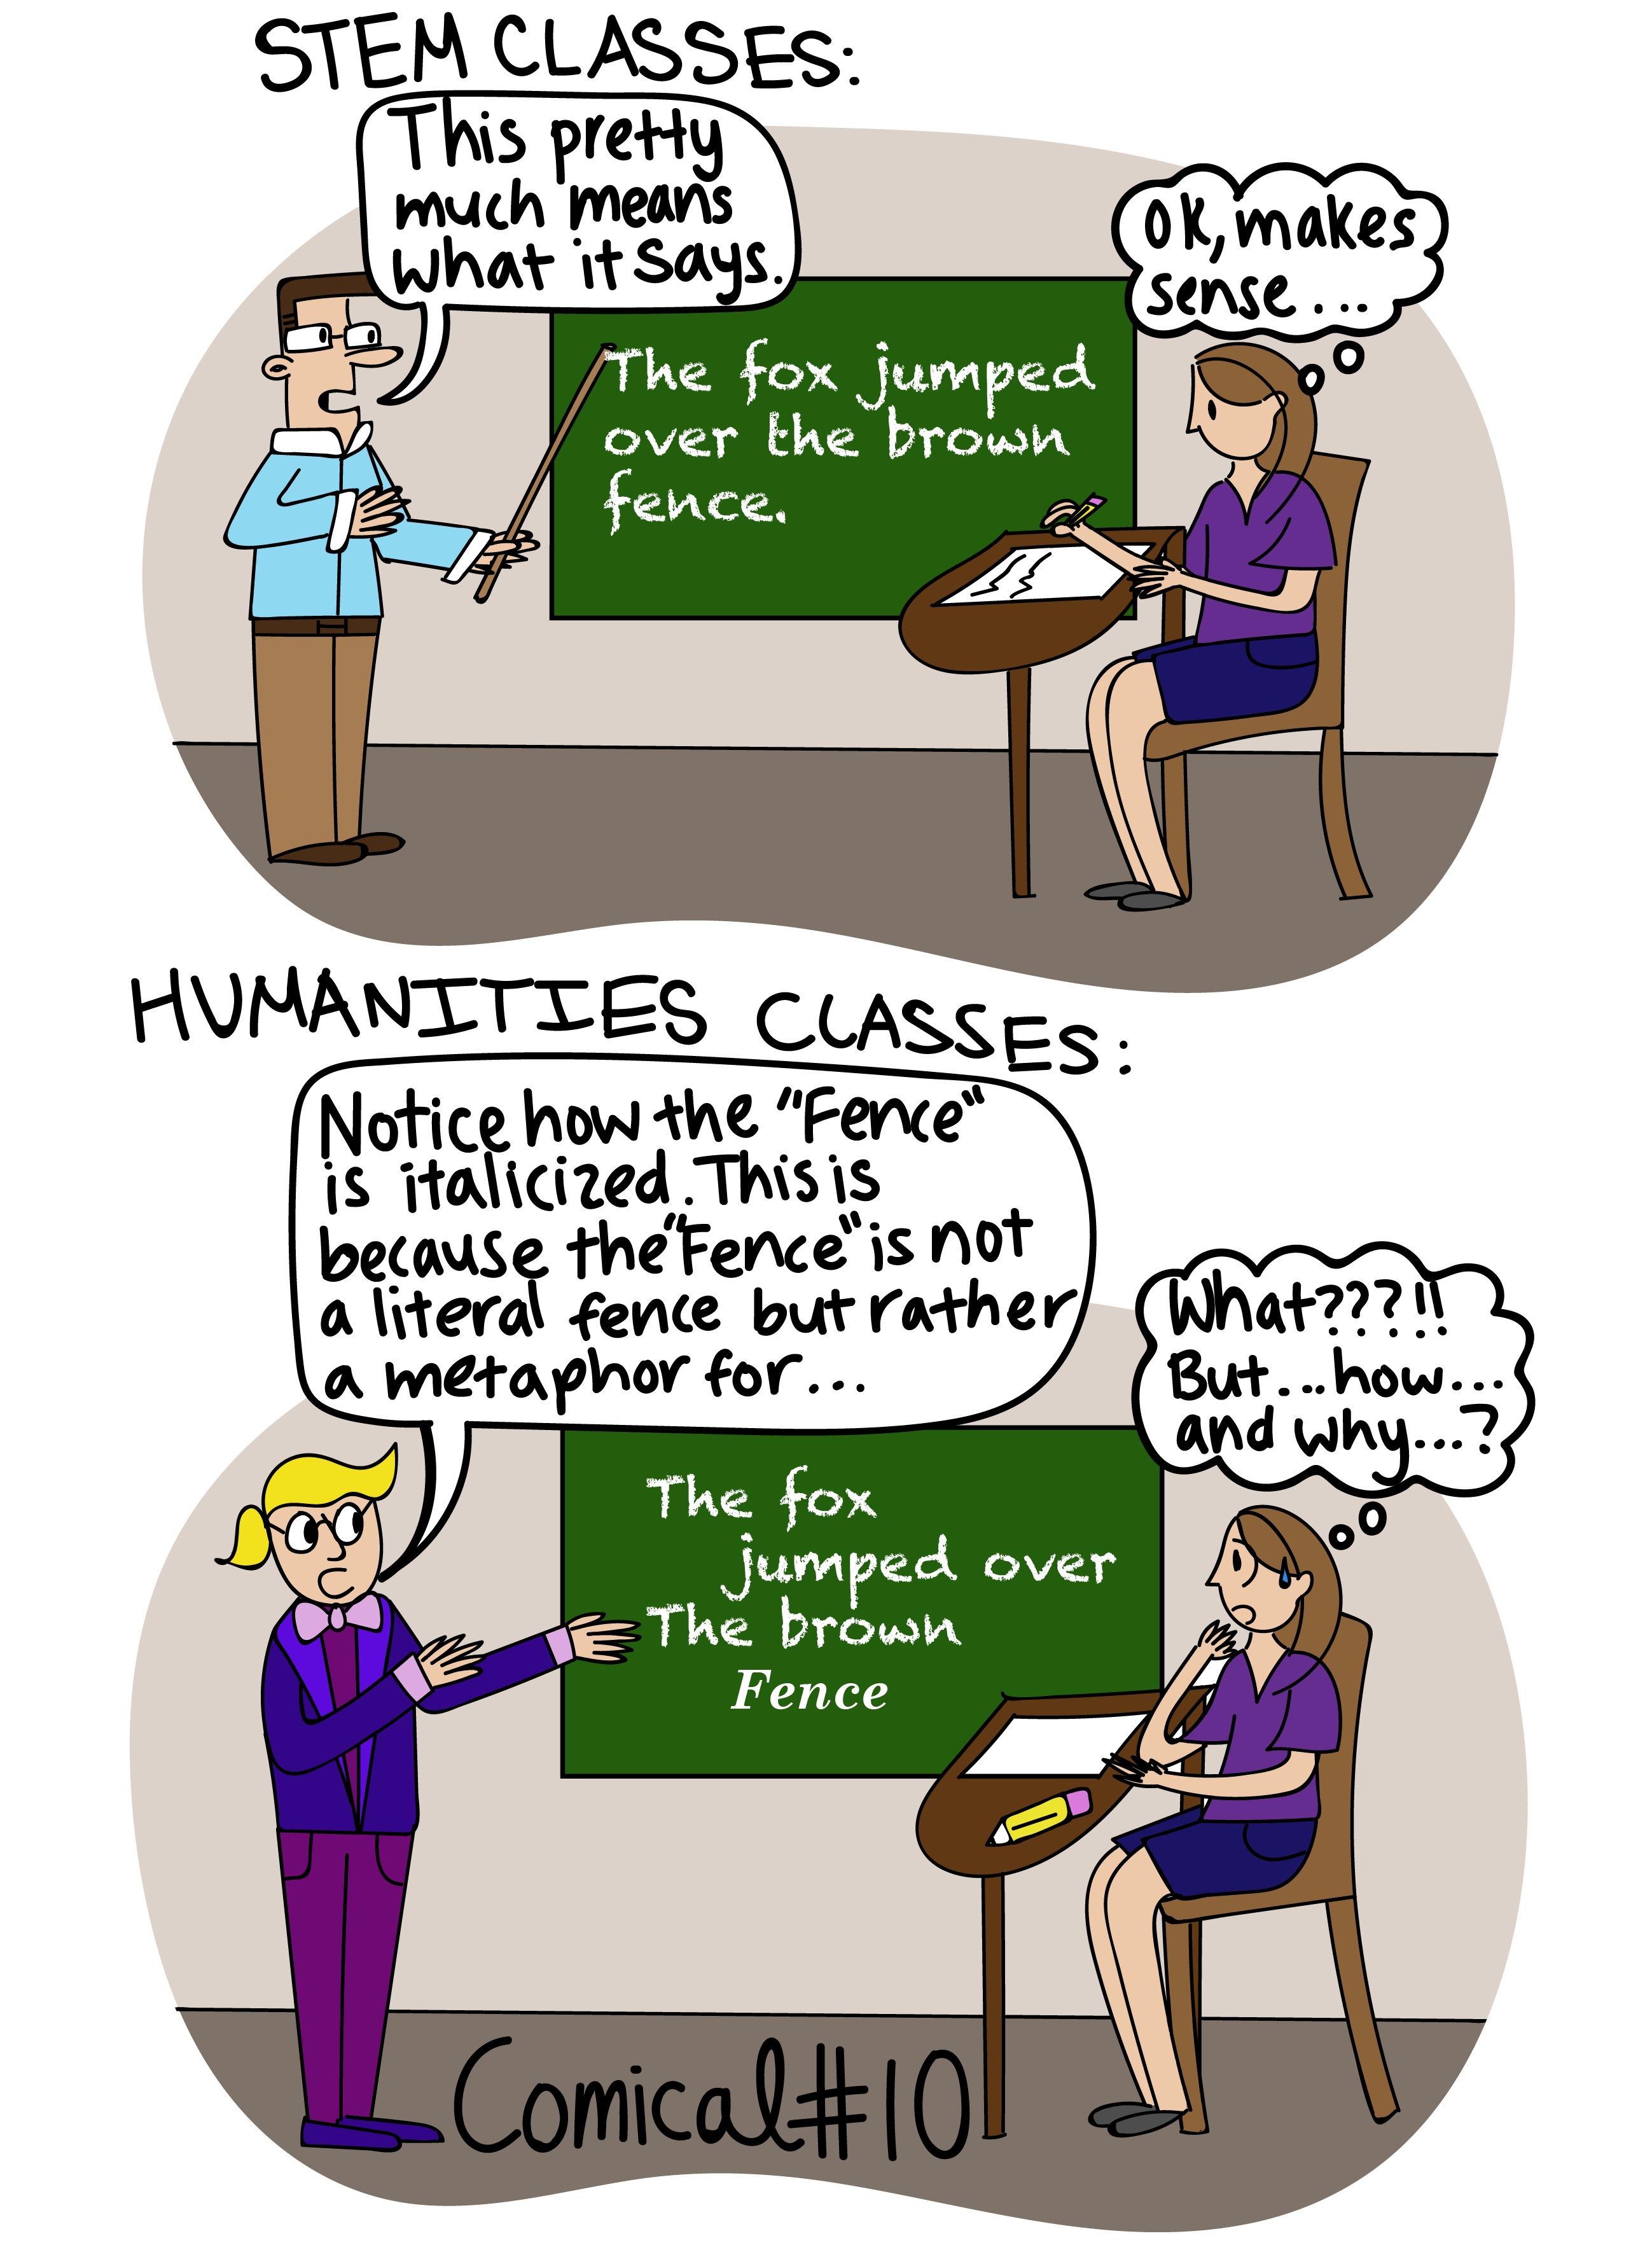 STEM CLASSES:
This pretty
much means
what it says.
OK, makes
sense...
The fox jumped
over the brown
fence.
HUMANITIES CLASSES:
Notice how the "Fence"
is italicized. This is
because the "Fence" is not
a literal fence but rather
a metaphor for...
What???!!
But...how...
and why...?
The fox
jumped over
The brown
Fence
Comical#10